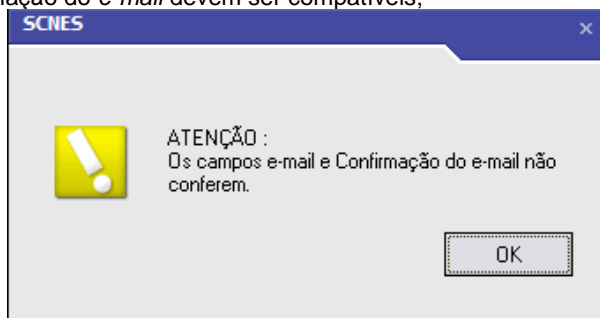 do e-mail devem ser compatíveis;
SCNES
ATENÇÃO :
Os campos e-mail e Confirmação do e-mail não
conferem.
OK